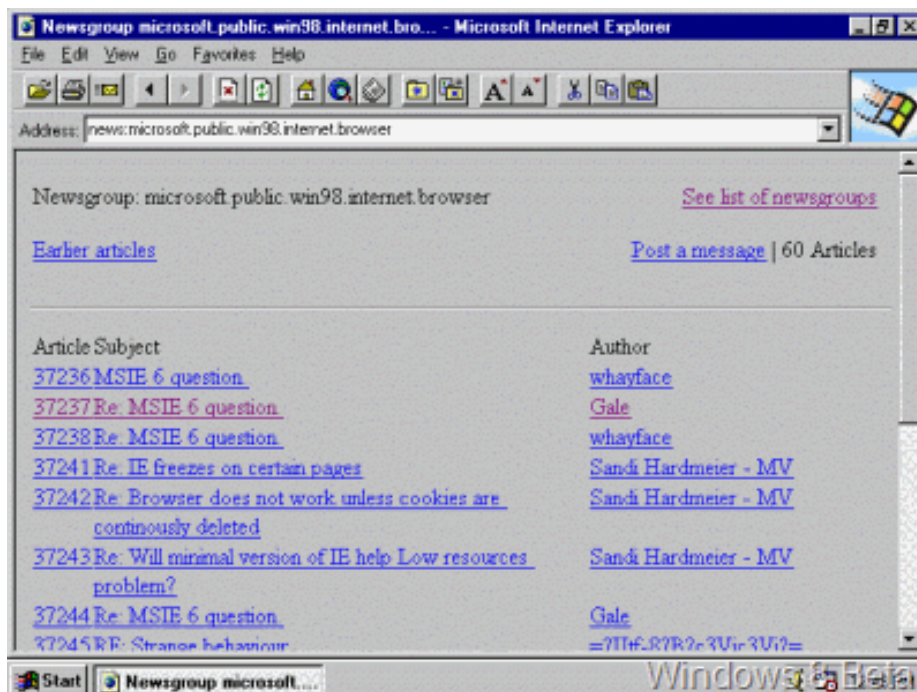 Newsgroup microsoft.public.win98.internet.bro... - Microsoft Internet Explorer
File Edit View Go Favorites Help
Address: news:microsoft.public.win98.internet.browser
Newsgroup: microsoft.public.win98.internet.browser See list of newsgroups
Earlier articles Post a message | 60 Articles
Article Subject Author
37236 MSIE 6 question whayface
37237 Re: MSIE 6 question Gale
37238 Re: MSIE 6 question whayface
37241 Re: IE freezes on certain pages Sandi Hardmeier - MV
37242 Re: Browser does not work unless cookies are Sandi Hardmeier - MV
continously deleted
37243 Re: Will minimal version of IE help Low resources Sandi Hardmeier - MV
problem?
37244 Re: MSIE 6 question Gale
37245 RE: Strange behaviour
Start Newsgroup microsoft....